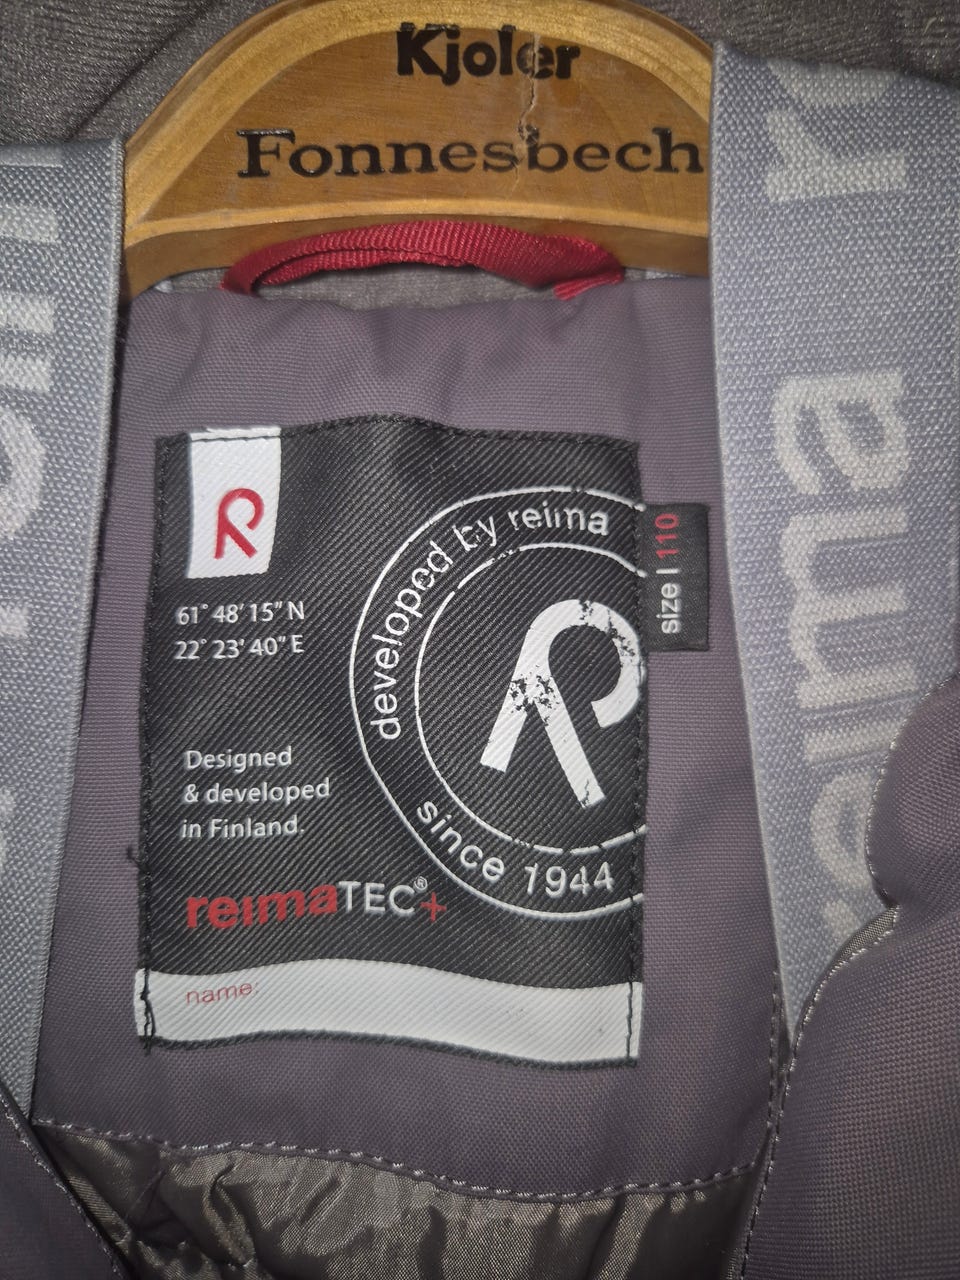 Kjoler
Fonnesbech
R
61° 48' 15" N
22° 23' 40" E
developed by reima
R
since 1944
Designed
& developed
in Finland.
reimaTEC®+
name:
size | 110
reima